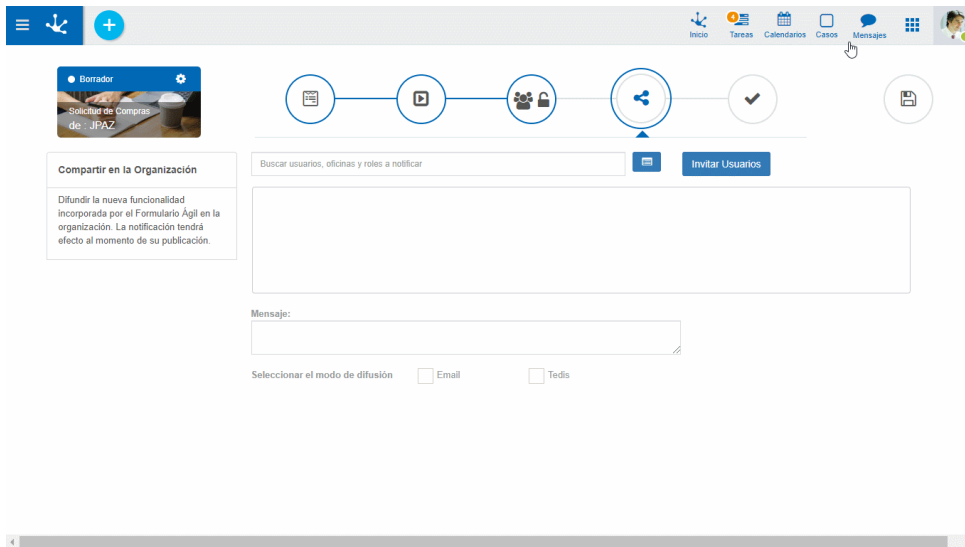 4
Inicio
Tareas
Calendarios
Casos
Mensajes
Borrador
Solicitud de Compras
de : JPAZ
Compartir en la Organización
Difundir la nueva funcionalidad
incorporada por el Formulario Ágil en la
organización. La notificación tendrá
efecto al momento de su publicación.
Buscar usuarios, oficinas y roles a notificar
Invitar Usuarios
Mensaje:
Seleccionar el modo de difusión
Email
Tedis